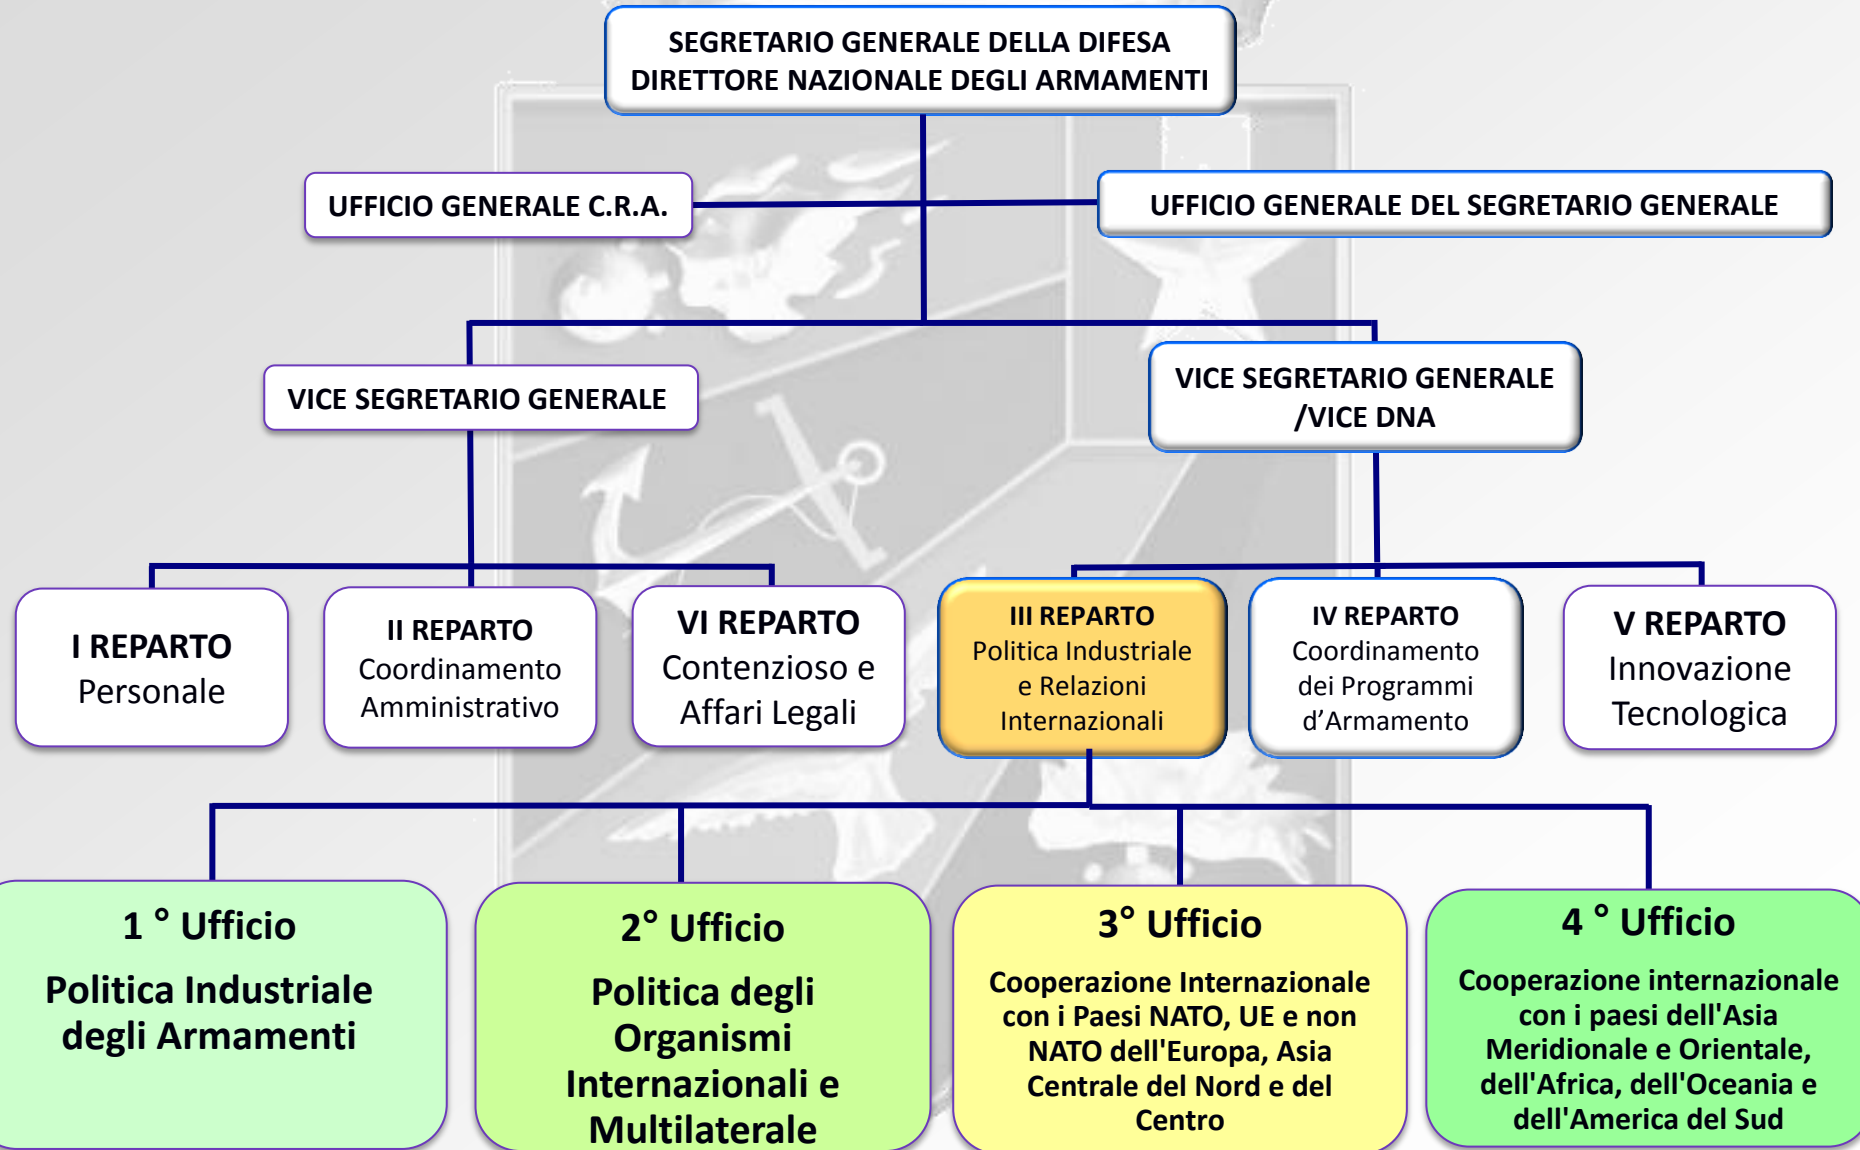 SEGRETARIO GENERALE DELLA DIFESA
DIRETTORE NAZIONALE DEGLI ARMAMENTI
UFFICIO GENERALE C.R.A.
UFFICIO GENERALE DEL SEGRETARIO GENERALE
VICE SEGRETARIO GENERALE
VICE SEGRETARIO GENERALE
/VICE DNA
I REPARTO
Personale
II REPARTO
Coordinamento
Amministrativo
VI REPARTO
Contenzioso e
Affari Legali
III REPARTO
Politica Industriale
e Relazioni
Internazionali
IV REPARTO
Coordinamento
dei Programmi
d’Armamento
V REPARTO
Innovazione
Tecnologica
1 ° Ufficio
Politica Industriale
degli Armamenti
2° Ufficio
Politica degli
Organismi
Internazionali e
Multilaterale
3° Ufficio
Cooperazione Internazionale
con i Paesi NATO, UE e non
NATO dell'Europa, Asia
Centrale del Nord e del
Centro
4 ° Ufficio
Cooperazione internazionale
con i paesi dell'Asia
Meridionale e Orientale,
dell'Africa, dell'Oceania e
dell'America del Sud